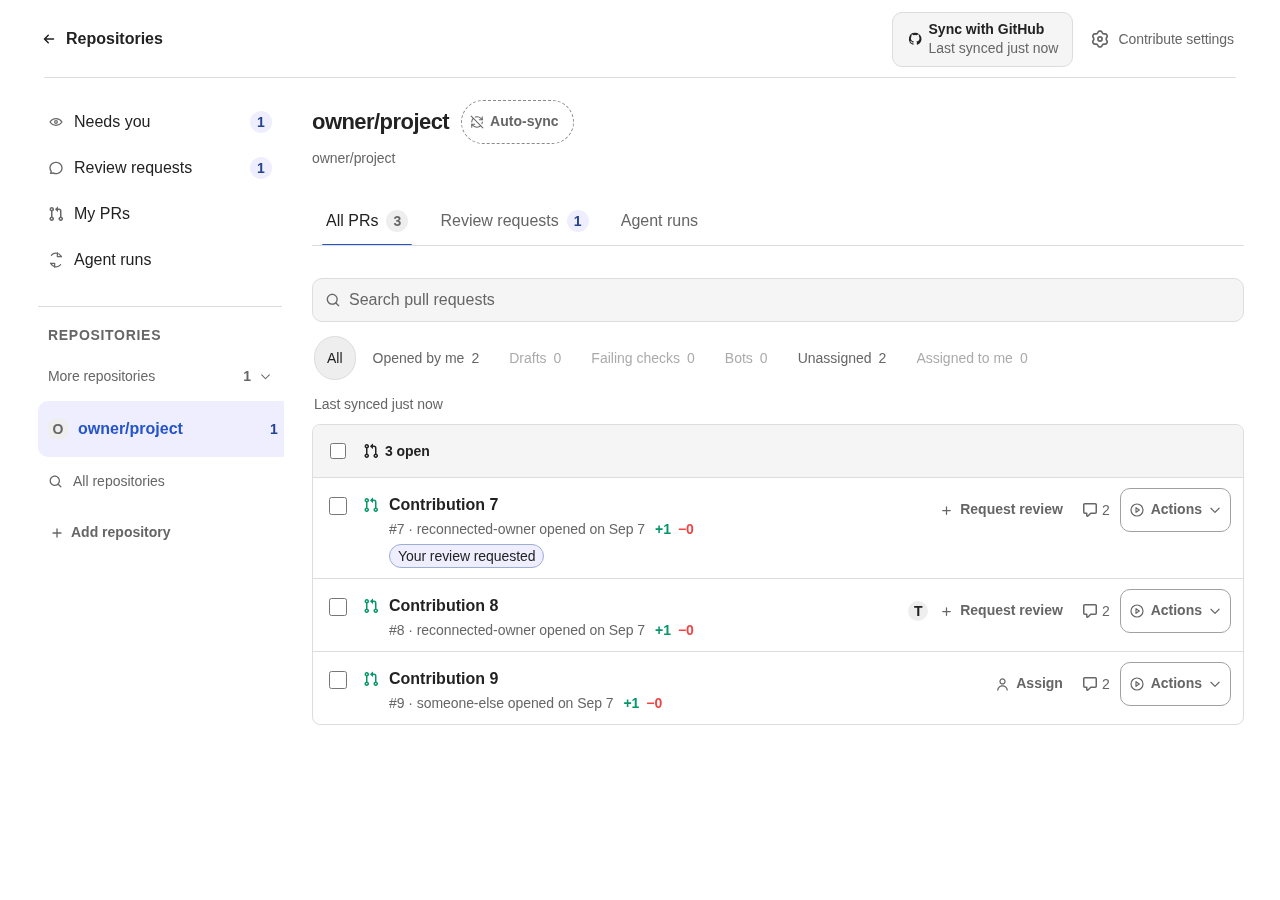 Repositories
Sync with GitHub
Last synced just now
Contribute settings
Needs you 1
Review requests 1
My PRs
Agent runs
REPOSITORIES
More repositories 1
O owner/project 1
All repositories
Add repository
owner/project
Auto-sync
owner/project
All PRs 3 Review requests 1 Agent runs
Search pull requests
All Opened by me 2 Drafts 0 Failing checks 0 Bots 0 Unassigned 2 Assigned to me 0
Last synced just now
3 open
Contribution 7
#7 · reconnected-owner opened on Sep 7 +1 −0
Your review requested
Request review 2 Actions
Contribution 8
#8 · reconnected-owner opened on Sep 7 +1 −0
T Request review 2 Actions
Contribution 9
#9 · someone-else opened on Sep 7 +1 −0
Assign 2 Actions